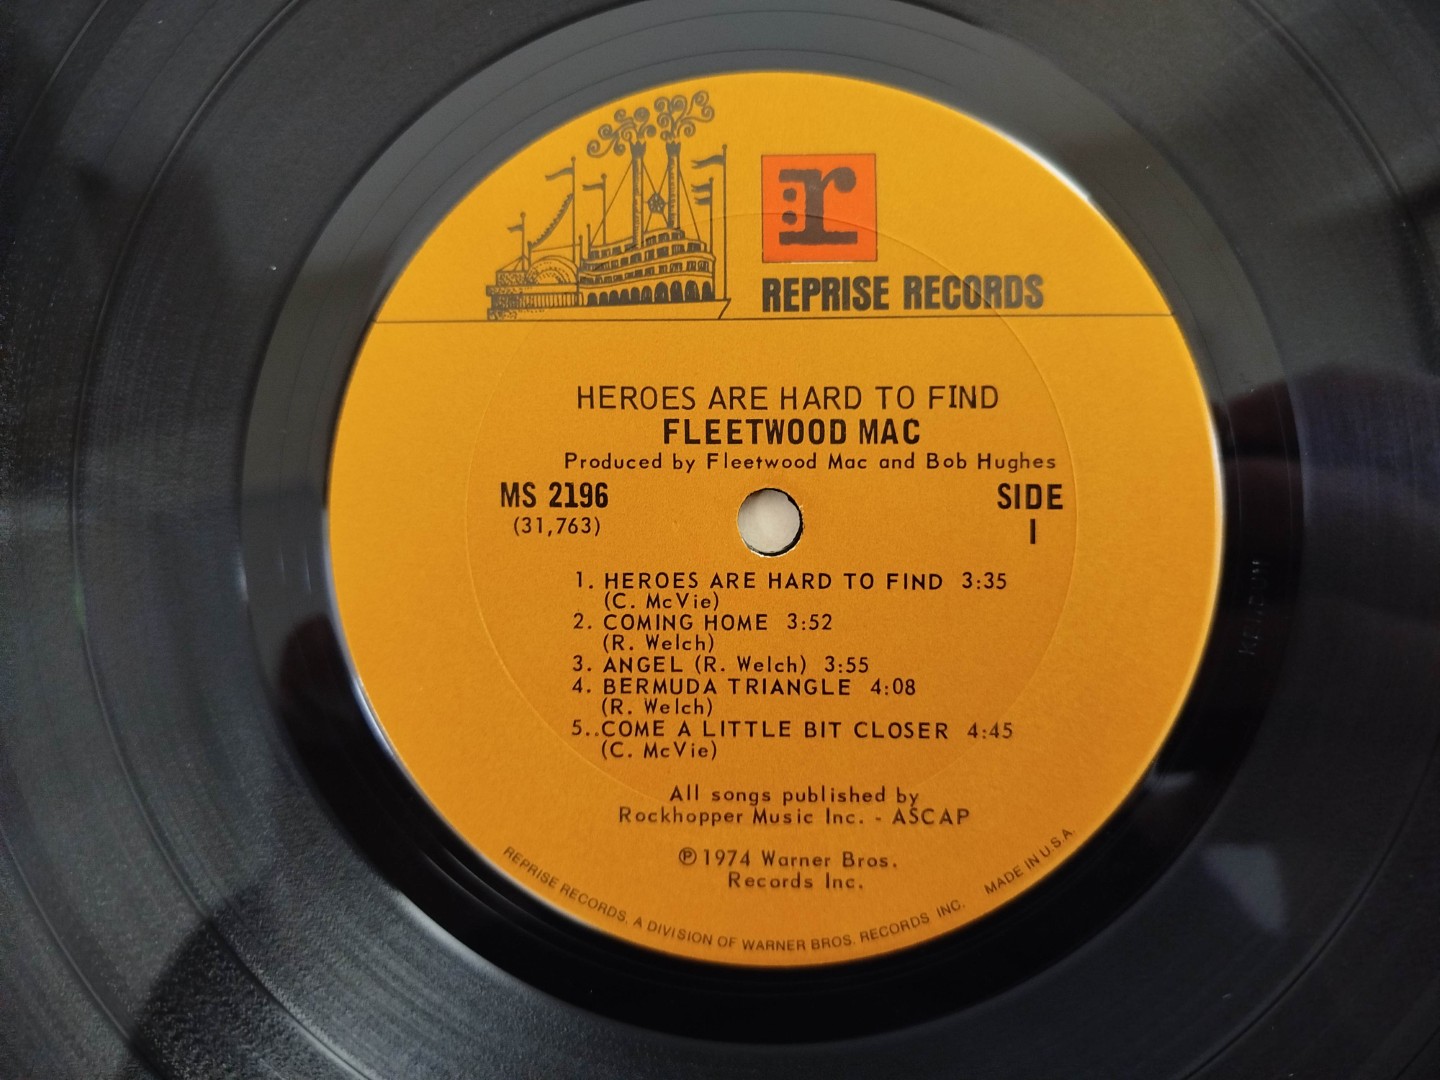 r
REPRISE RECORDS
HEROES ARE HARD TO FIND
FLEETWOOD MAC
Produced by Fleetwood Mac and Bob Hughes
MS 2196
(31,763)
SIDE
1
1. HEROES ARE HARD TO FIND 3:35
(C. McVie)
2. COMING HOME 3:52
(R. Welch)
3. ANGEL (R. Welch) 3:55
4. BERMUDA TRIANGLE 4:08
(R. Welch)
5..COME A LITTLE BIT CLOSER 4:45
(C. McVie)
All songs published by
Rockhopper Music Inc. - ASCAP
℗1974 Warner Bros.
Records Inc.
REPRISE RECORDS, A DIVISION OF WARNER BROS. RECORDS INC. MADE IN U.S.A.